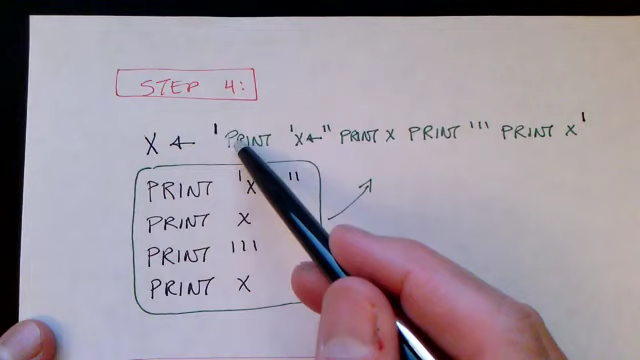 STEP 4:
X ← 'PRINT 'X←'' PRINT X PRINT ''' PRINT X'
PRINT 'X ''
PRINT X
PRINT '''
PRINT X